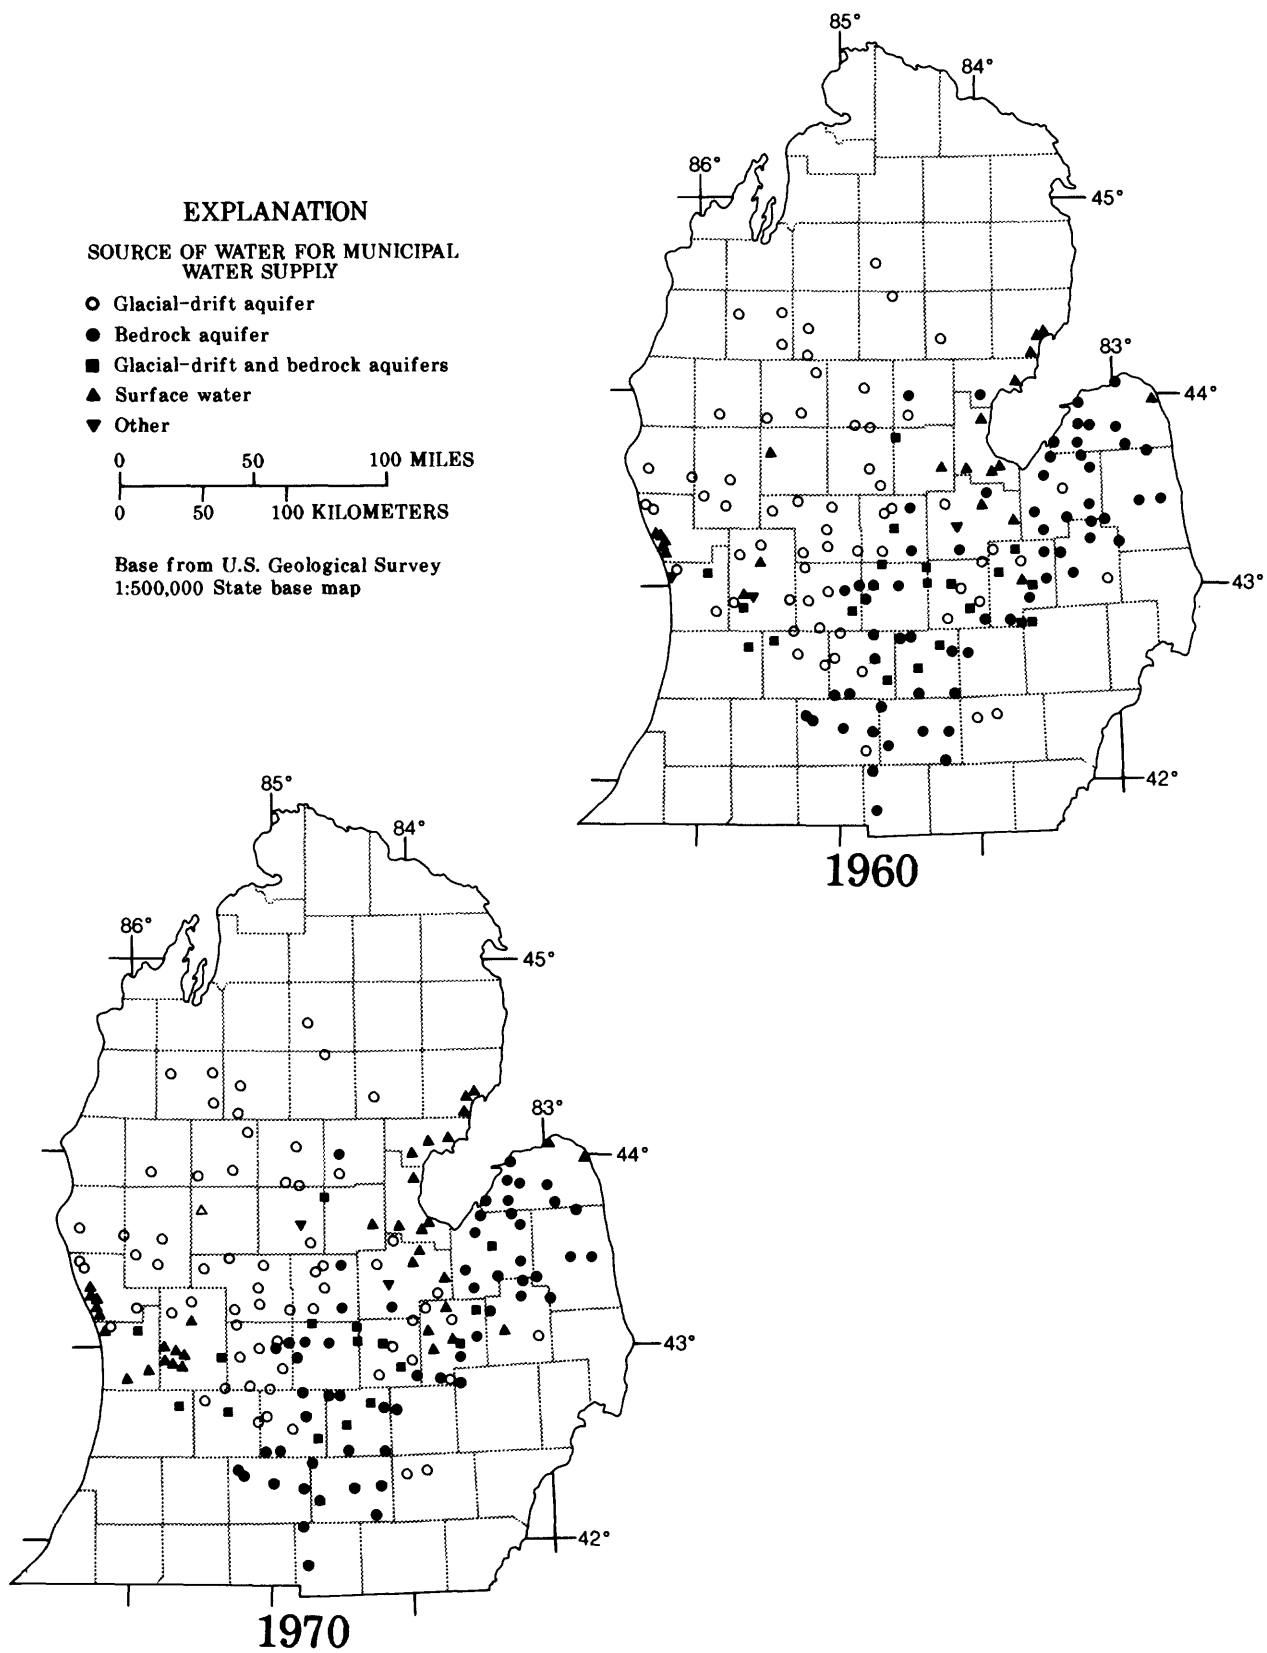 EXPLANATION
SOURCE OF WATER FOR MUNICIPAL
WATER SUPPLY
Glacial-drift aquifer
Bedrock aquifer
Glacial-drift and bedrock aquifers
Surface water
Other
0 50 100 MILES
0 50 100 KILOMETERS
Base from U.S. Geological Survey
1:500,000 State base map
85°
84°
86°
45°
83°
44°
43°
42°
1960
85°
84°
86°
45°
83°
44°
43°
42°
1970